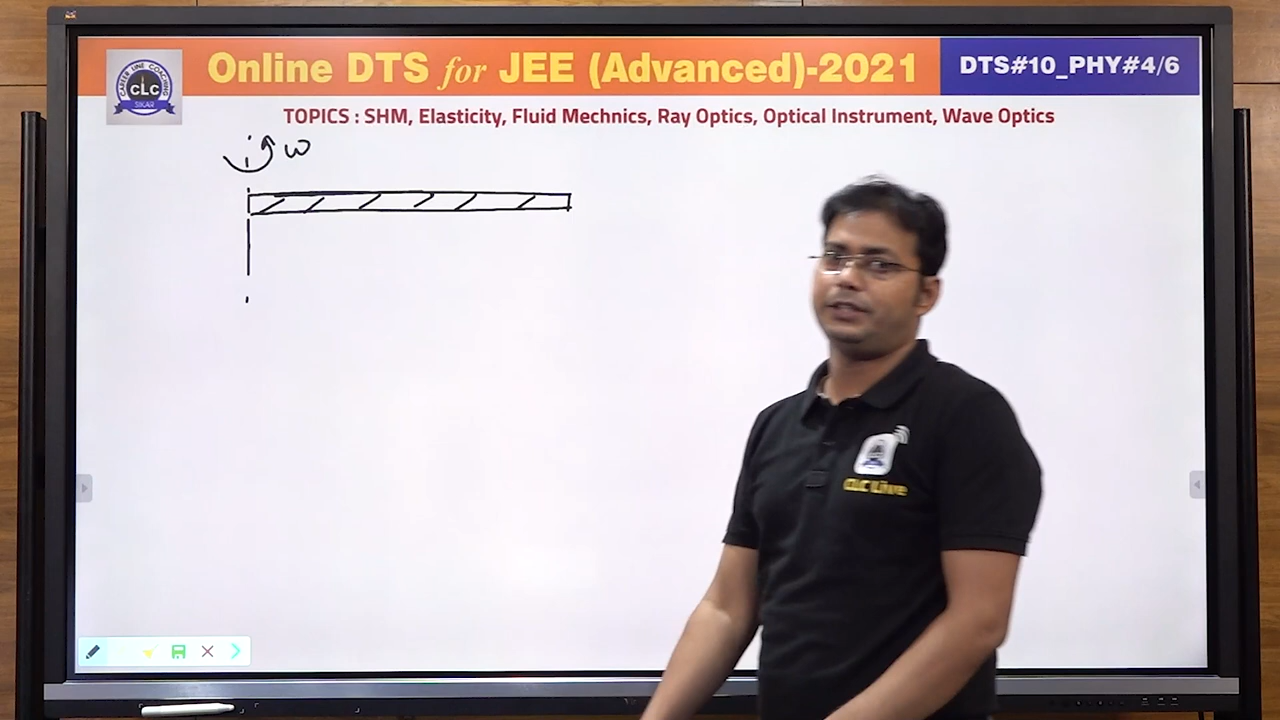 Online DTS for JEE (Advanced)-2021
DTS#10_PHY#4/6
CAREER LINE COACHING
CLC
SIKAR
TOPICS : SHM, Elasticity, Fluid Mechnics, Ray Optics, Optical Instrument, Wave Optics
ω
CLC Live